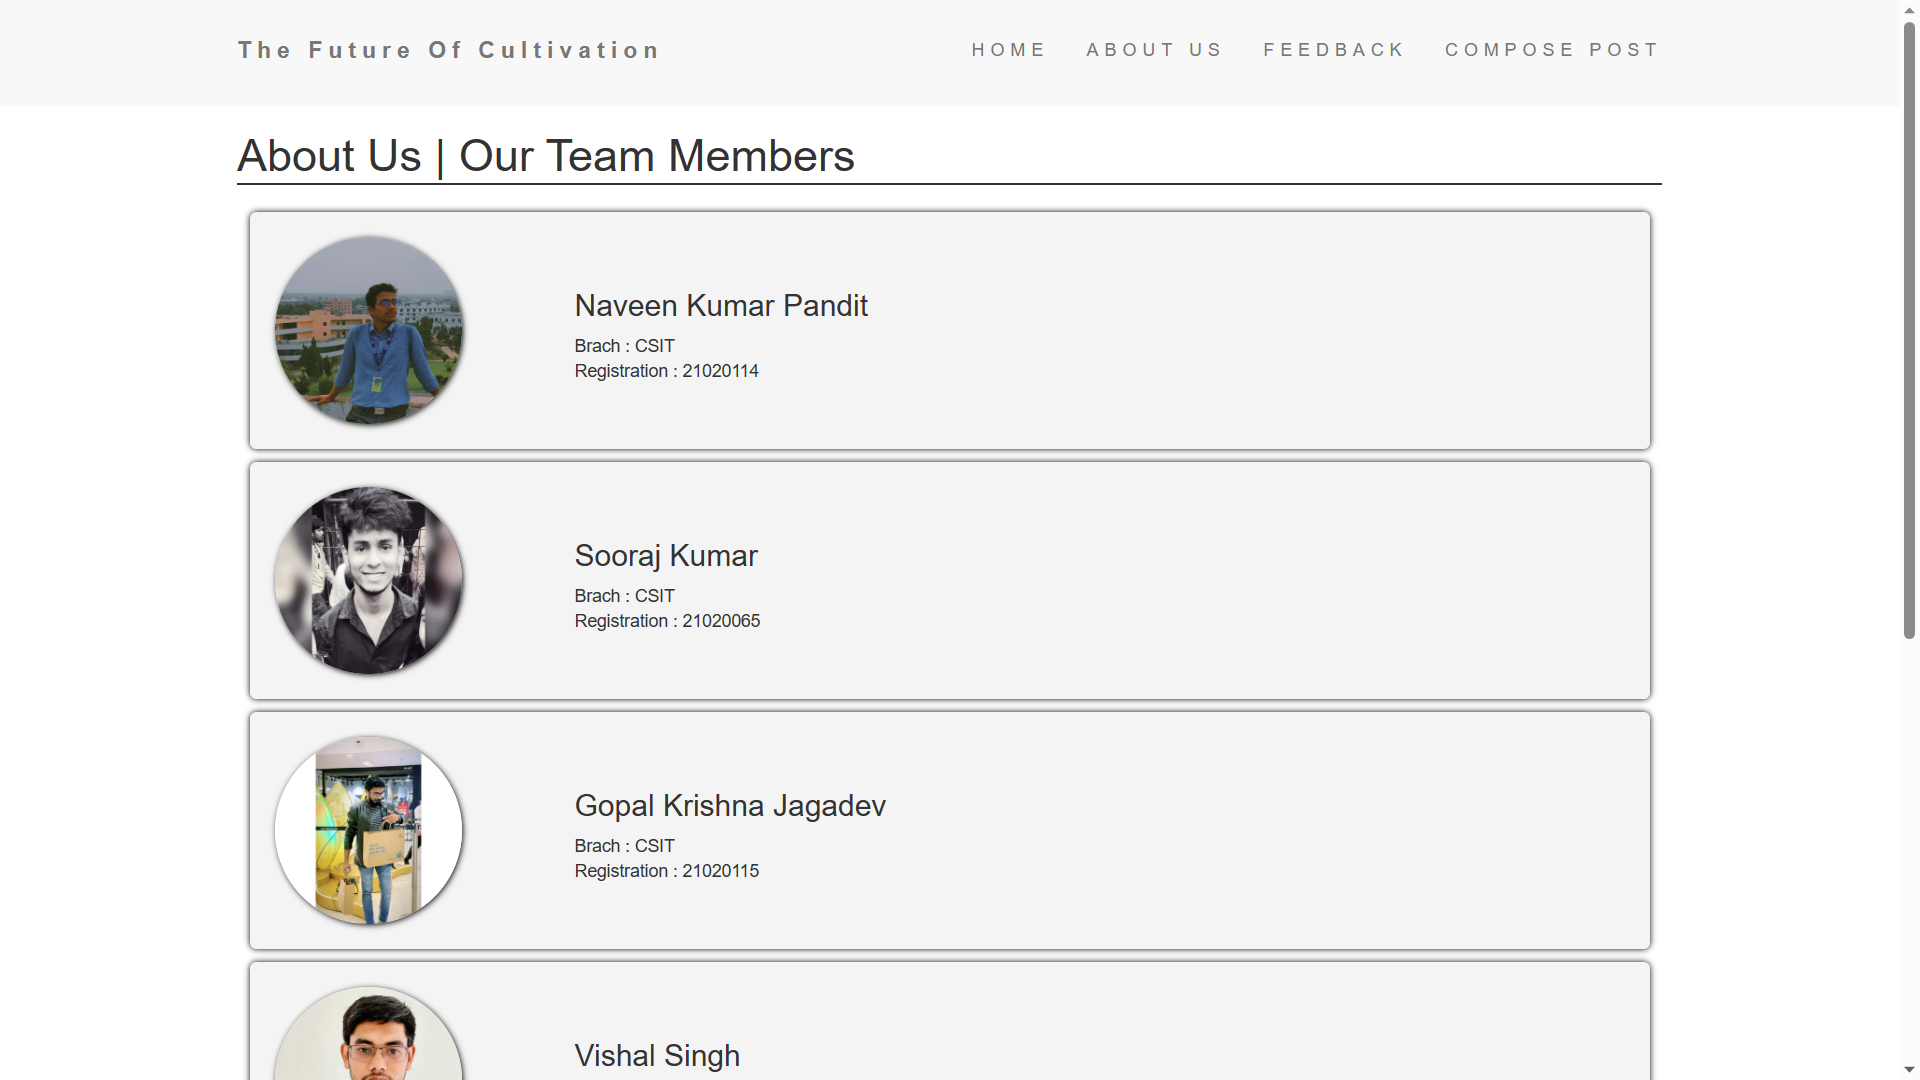 The Future Of Cultivation
HOME ABOUT US FEEDBACK COMPOSE POST
About Us | Our Team Members
Naveen Kumar Pandit
Brach : CSIT
Registration : 21020114
Sooraj Kumar
Brach : CSIT
Registration : 21020065
Gopal Krishna Jagadev
Brach : CSIT
Registration : 21020115
Vishal Singh